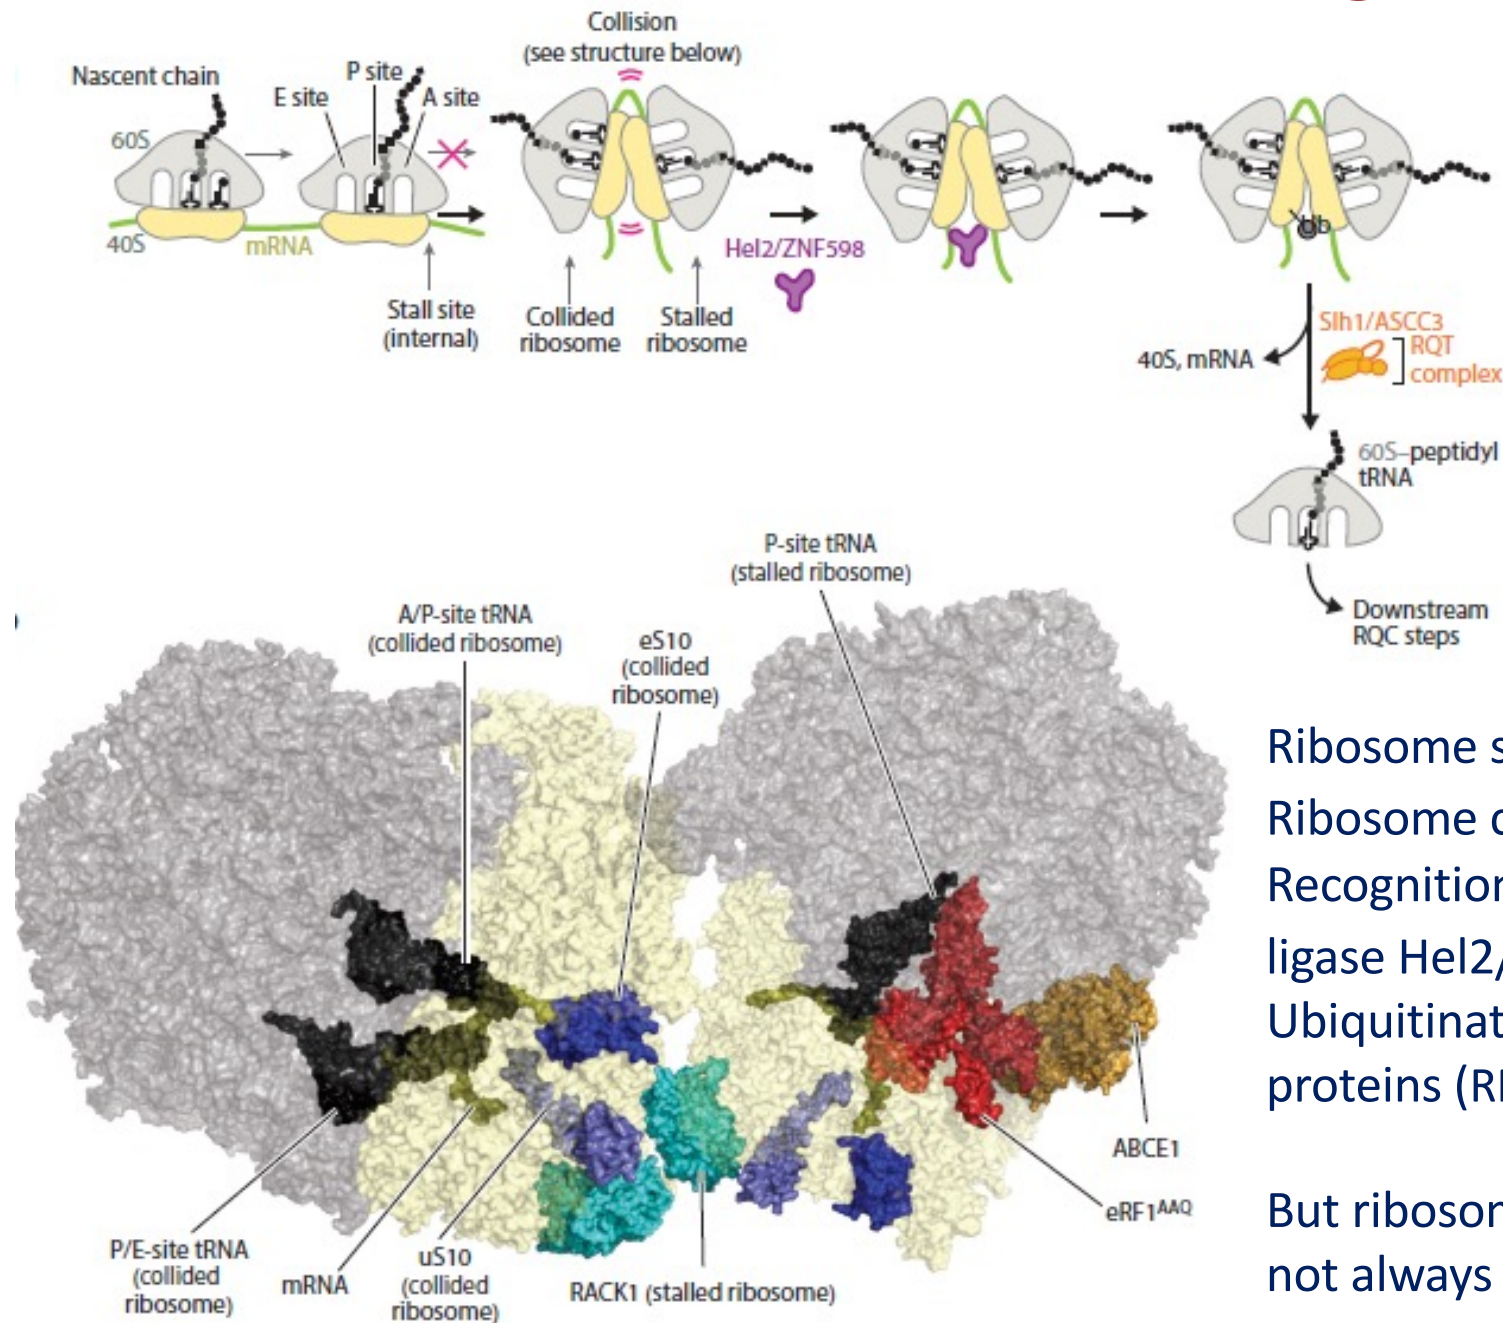 Collision
(see structure below)
Nascent chain
P site
E site
A site
60S
40S
mRNA
Stall site
(internal)
Collided
ribosome
Stalled
ribosome
Hel2/ZNF598
Ub
Slh1/ASCC3
RQT
complex
40S, mRNA
60S–peptidyl
tRNA
Downstream
RQC steps
P-site tRNA
(stalled ribosome)
A/P-site tRNA
(collided ribosome)
eS10
(collided
ribosome)
ABCE1
eRF1AAQ
P/E-site tRNA
(collided
ribosome)
mRNA
uS10
(collided
ribosome)
RACK1 (stalled ribosome)
Ribosome s
Ribosome
Recognition
ligase Hel2/
Ubiquitinat
proteins (
But riboson
not always